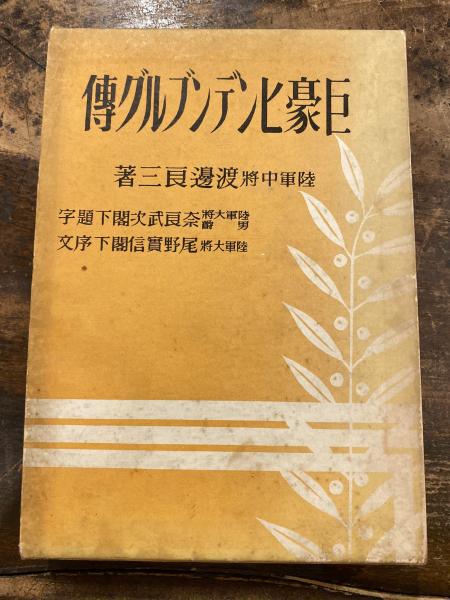 巨豪ヒンデンブルグ傳
陸軍中將渡邊良三著
陸軍大將男爵奈良武次閣下題字
陸軍大將尾野實信閣下序文